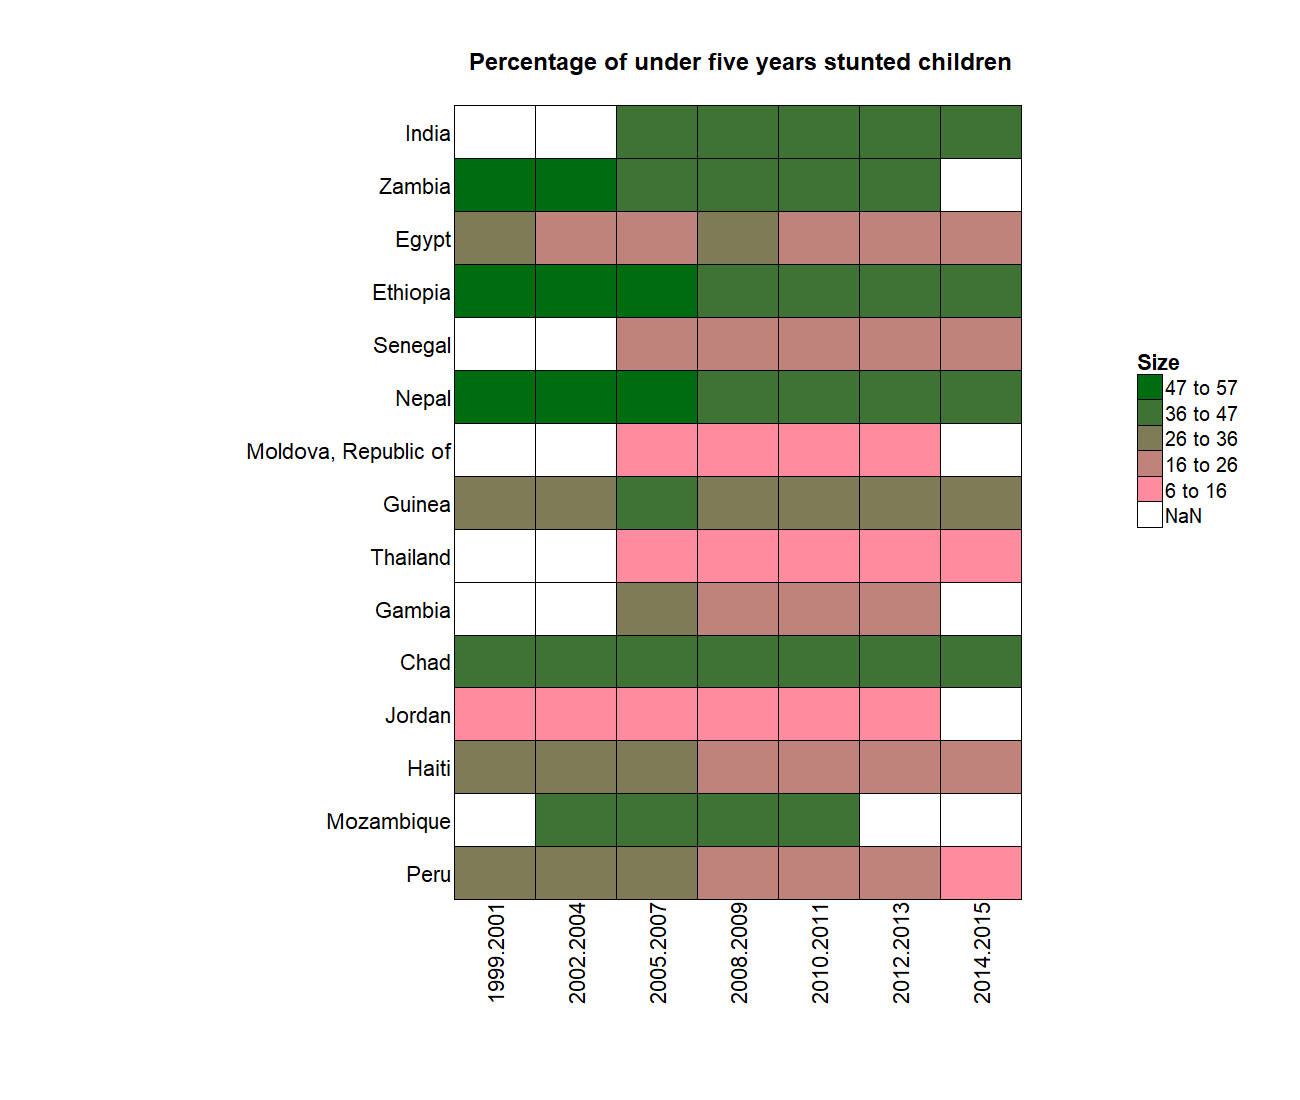 Percentage of under five years stunted children
India
Zambia
Egypt
Ethiopia
Senegal
Nepal
Moldova, Republic of
Guinea
Thailand
Gambia
Chad
Jordan
Haiti
Mozambique
Peru
1999.2001
2002.2004
2005.2007
2008.2009
2010.2011
2012.2013
2014.2015
Size
47 to 57
36 to 47
26 to 36
16 to 26
6 to 16
NaN